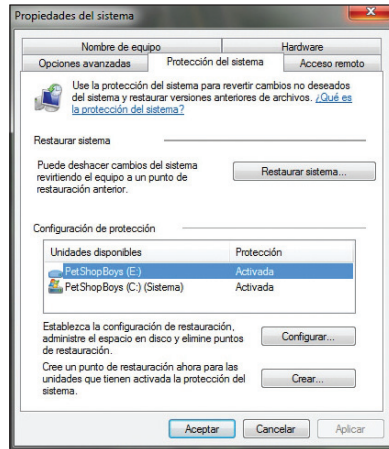 Propiedades del sistema
Nombre de equipo
Hardware
Opciones avanzadas
Protección del sistema
Acceso remoto
Use la protección del sistema para revertir cambios no deseados
del sistema y restaurar versiones anteriores de archivos. ¿Qué es
la protección del sistema?
Restaurar sistema
Puede deshacer cambios del sistema
revirtiendo el equipo a un punto de
restauración anterior.
Restaurar sistema...
Configuración de protección
Unidades disponibles
Protección
PetShopBoys (E:)
Activada
PetShopBoys (C:) (Sistema)
Activada
Establezca la configuración de restauración,
administre el espacio en disco y elimine puntos
de restauración.
Configurar...
Cree un punto de restauración ahora para las
unidades que tienen activada la protección del
sistema.
Crear...
Aceptar
Cancelar
Aplicar